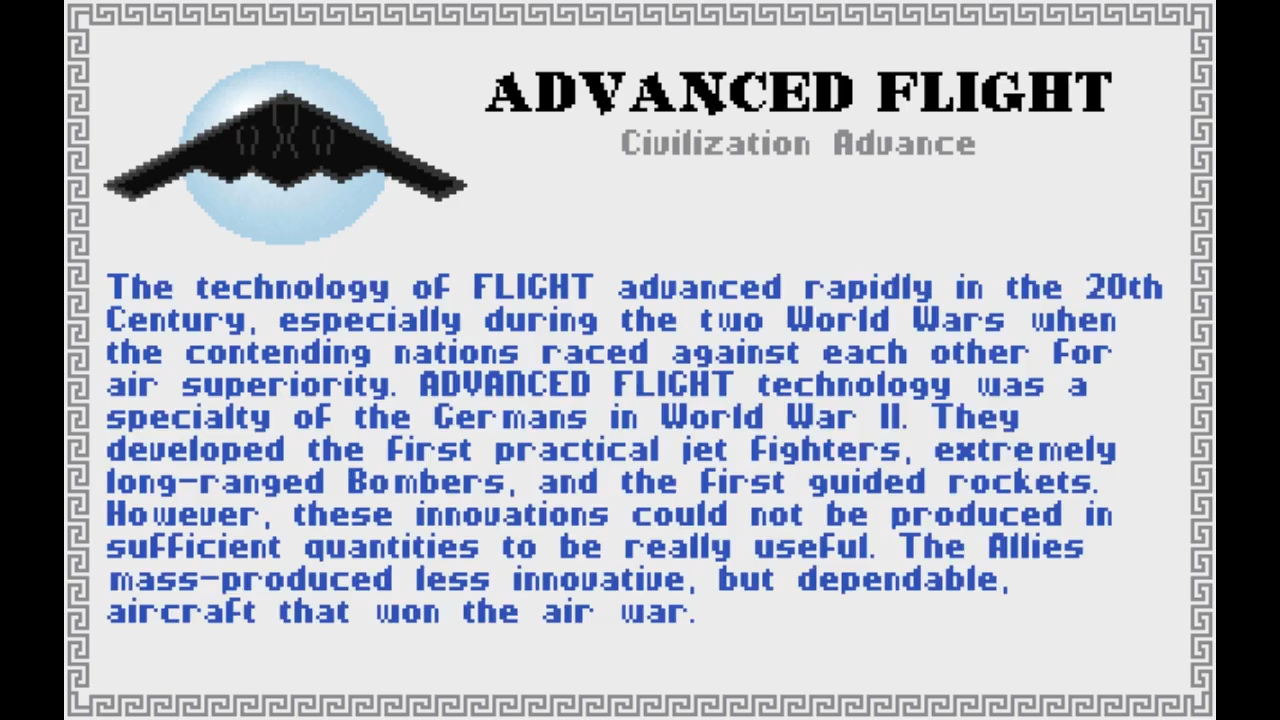 ADVANCED FLIGHT
Civilization Advance
The technology of FLIGHT advanced rapidly in the 20th
Century, especially during the two World Wars when
the contending nations raced against each other for
air superiority. ADVANCED FLIGHT technology was a
specialty of the Germans in World War II. They
developed the first practical jet fighters, extremely
long-ranged Bombers, and the first guided rockets.
However, these innovations could not be produced in
sufficient quantities to be really useful. The Allies
mass-produced less innovative, but dependable,
aircraft that won the air war.